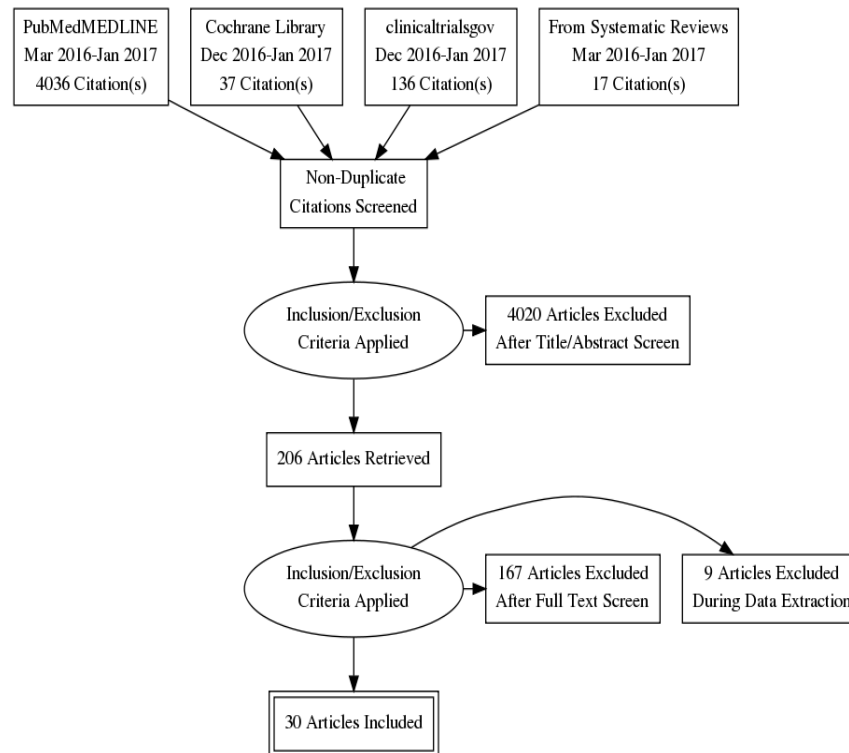 PubMedMEDLINE
Mar 2016-Jan 2017
4036 Citation(s)
Cochrane Library
Dec 2016-Jan 2017
37 Citation(s)
clinicaltrialsgov
Dec 2016-Jan 2017
136 Citation(s)
From Systematic Reviews
Mar 2016-Jan 2017
17 Citation(s)
Non-Duplicate
Citations Screened
Inclusion/Exclusion
Criteria Applied
4020 Articles Excluded
After Title/Abstract Screen
206 Articles Retrieved
Inclusion/Exclusion
Criteria Applied
167 Articles Excluded
After Full Text Screen
9 Articles Excluded
During Data Extraction
30 Articles Included